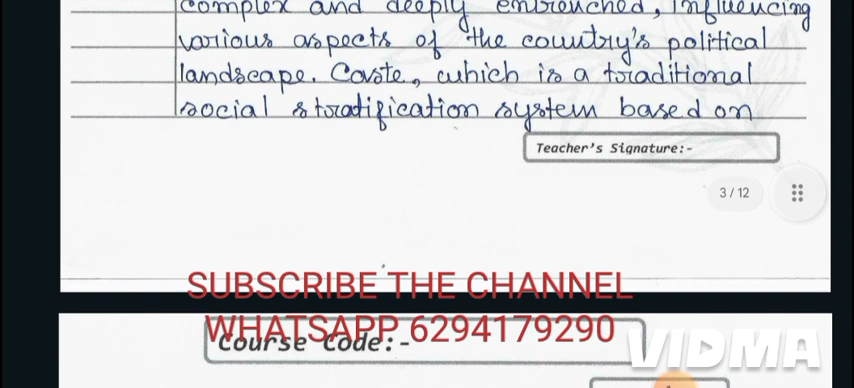 complex and deeply entrenched, influencing
various aspects of the country's political
landscape. Caste, which is a traditional
social stratification system based on
Teacher's Signature:-
3 / 12
SUBSCRIBE THE CHANNEL
WHATSAPP 6294179290
Course Code:-
VIDMA